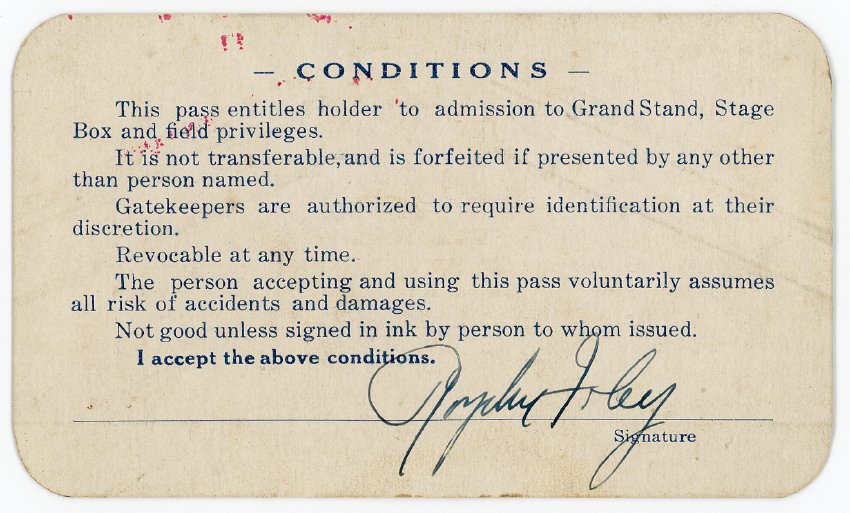 — CONDITIONS —
This pass entitles holder to admission to Grand Stand, Stage
Box and field privileges.
It is not transferable, and is forfeited if presented by any other
than person named.
Gatekeepers are authorized to require identification at their
discretion.
Revocable at any time.
The person accepting and using this pass voluntarily assumes
all risk of accidents and damages.
Not good unless signed in ink by person to whom issued.
I accept the above conditions.
Signature